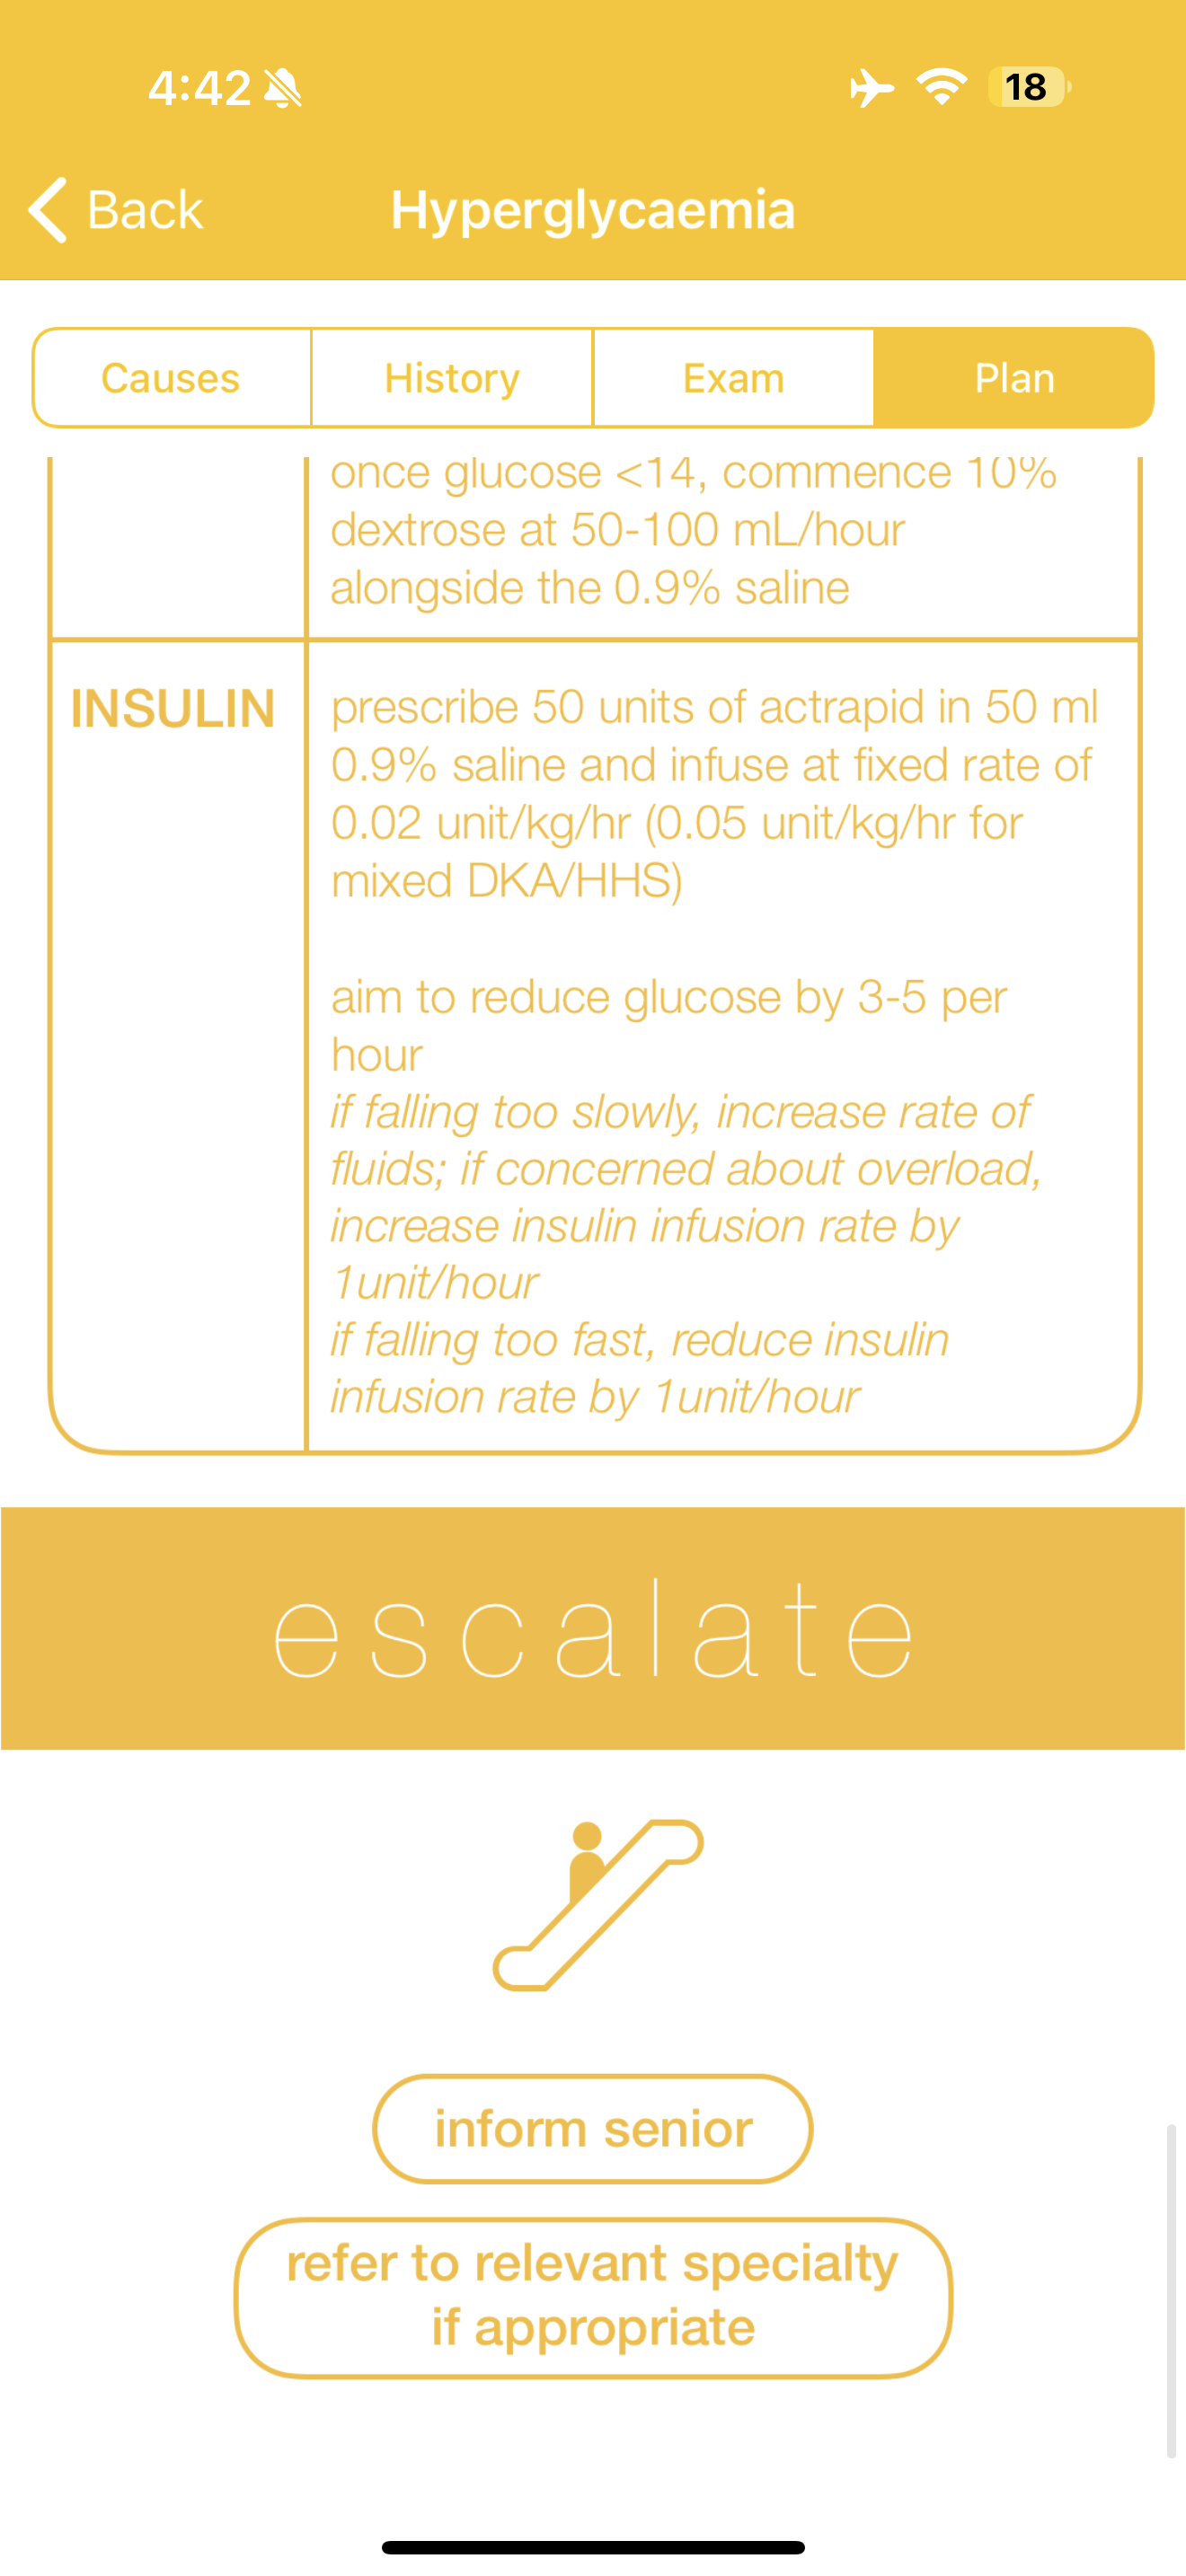 4:42
18
Back
Hyperglycaemia
Causes
History
Exam
Plan
once glucose <14, commence 10%
dextrose at 50-100 mL/hour
alongside the 0.9% saline
INSULIN
prescribe 50 units of actrapid in 50 ml
0.9% saline and infuse at fixed rate of
0.02 unit/kg/hr (0.05 unit/kg/hr for
mixed DKA/HHS)
aim to reduce glucose by 3-5 per
hour
if falling too slowly, increase rate of
fluids; if concerned about overload,
increase insulin infusion rate by
1unit/hour
if falling too fast, reduce insulin
infusion rate by 1unit/hour
escalate
inform senior
refer to relevant specialty
if appropriate